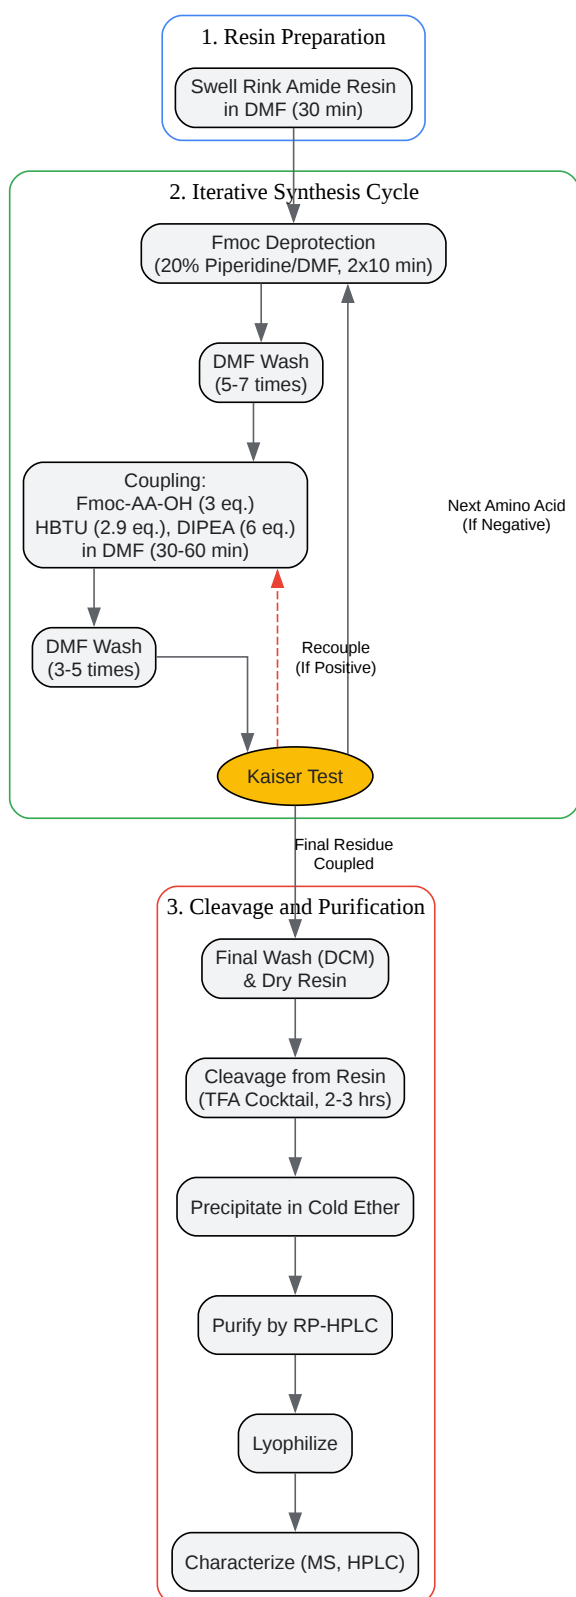 1. Resin Preparation
Swell Rink Amide Resin
in DMF (30 min)
2. Iterative Synthesis Cycle
Fmoc Deprotection
(20% Piperidine/DMF, 2x10 min)
DMF Wash
(5-7 times)
Coupling:
Fmoc-AA-OH (3 eq.)
HBTU (2.9 eq.), DIPEA (6 eq.)
in DMF (30-60 min)
Next Amino Acid
(If Negative)
DMF Wash
(3-5 times)
Recouple
(If Positive)
Kaiser Test
Final Residue
Coupled
3. Cleavage and Purification
Final Wash (DCM)
& Dry Resin
Cleavage from Resin
(TFA Cocktail, 2-3 hrs)
Precipitate in Cold Ether
Purify by RP-HPLC
Lyophilize
Characterize (MS, HPLC)